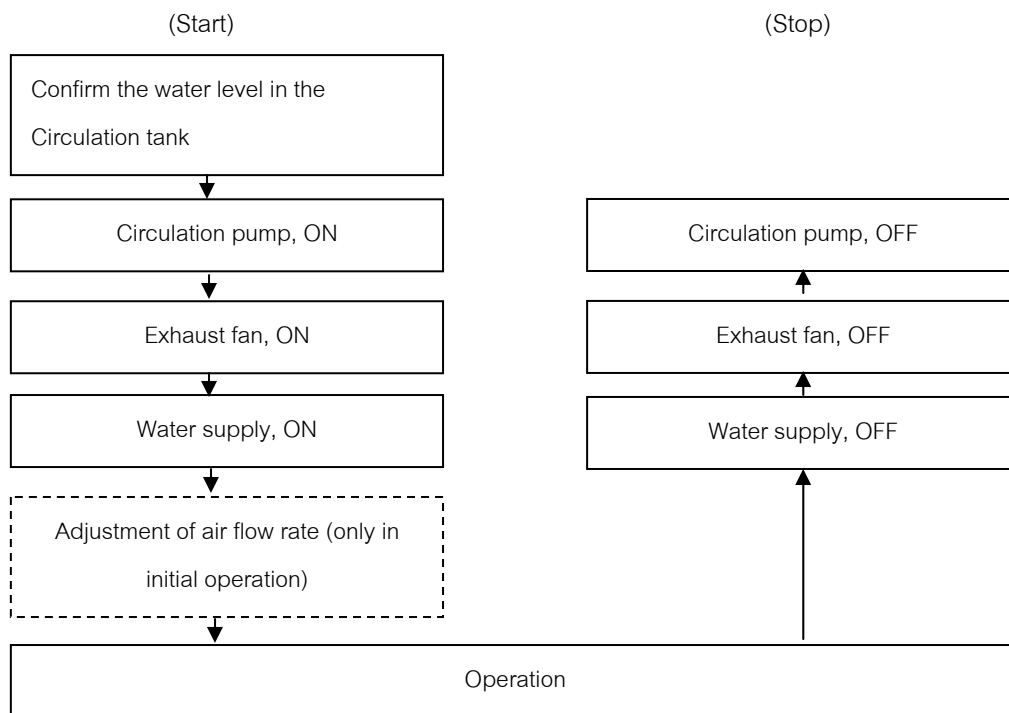 (Start)
(Stop)
Confirm the water level in the
Circulation tank
Circulation pump, ON
Circulation pump, OFF
Exhaust fan, ON
Exhaust fan, OFF
Water supply, ON
Water supply, OFF
Adjustment of air flow rate (only in
initial operation)
Operation